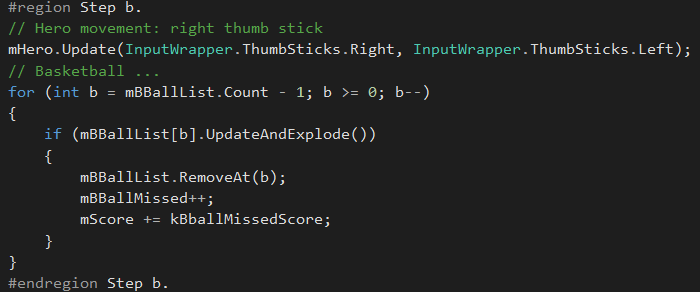 #region Step b.
// Hero movement: right thumb stick
mHero.Update(InputWrapper.ThumbSticks.Right, InputWrapper.ThumbSticks.Left);
// Basketball ...
for (int b = mBBallList.Count - 1; b >= 0; b--)
{
    if (mBBallList[b].UpdateAndExplode())
    {
        mBBallList.RemoveAt(b);
        mBBallMissed++;
        mScore += kBballMissedScore;
    }
}
#endregion Step b.